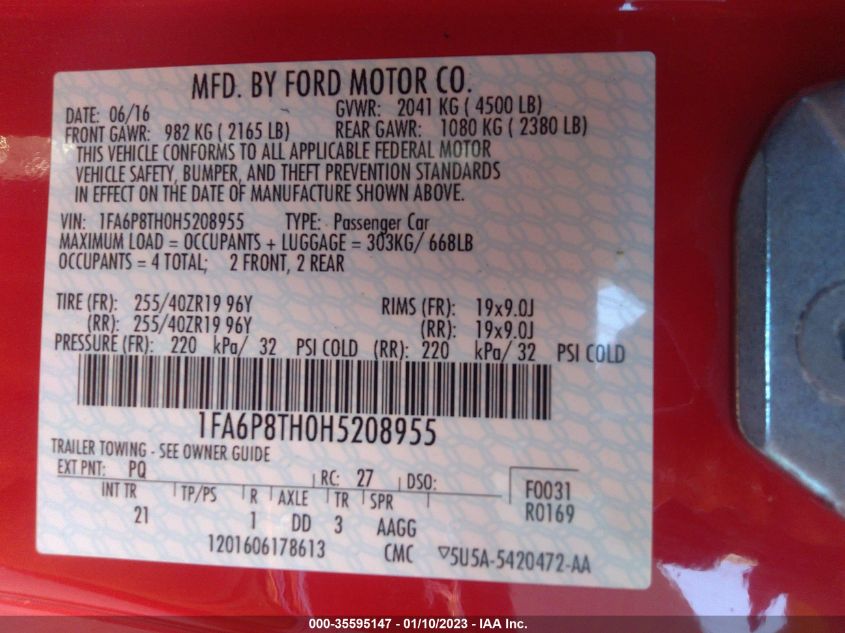 MFD. BY FORD MOTOR CO.
DATE: 06/16 GVWR: 2041 KG ( 4500 LB)
FRONT GAWR: 982 KG ( 2165 LB) REAR GAWR: 1080 KG ( 2380 LB)
THIS VEHICLE CONFORMS TO ALL APPLICABLE FEDERAL MOTOR
VEHICLE SAFETY, BUMPER, AND THEFT PREVENTION STANDARDS
IN EFFECT ON THE DATE OF MANUFACTURE SHOWN ABOVE.
VIN: 1FA6P8TH0H5208955 TYPE: Passenger Car
MAXIMUM LOAD = OCCUPANTS + LUGGAGE = 303KG/ 668LB
OCCUPANTS = 4 TOTAL; 2 FRONT, 2 REAR
TIRE (FR): 255/40ZR19 96Y RIMS (FR): 19x9.0J
(RR): 255/40ZR19 96Y (RR): 19x9.0J
PRESSURE (FR): 220 kPa/ 32 PSI COLD (RR): 220 kPa/ 32 PSI COLD
1FA6P8TH0H5208955
TRAILER TOWING - SEE OWNER GUIDE
EXT PNT: PQ RC: 27 DSO:
INT TR TP/PS R AXLE TR SPR F0031
21 1 DD 3 AAGG R0169
1201606178613 CMC ▽5U5A-5420472-AA
000-35595147 - 01/10/2023 - IAA Inc.